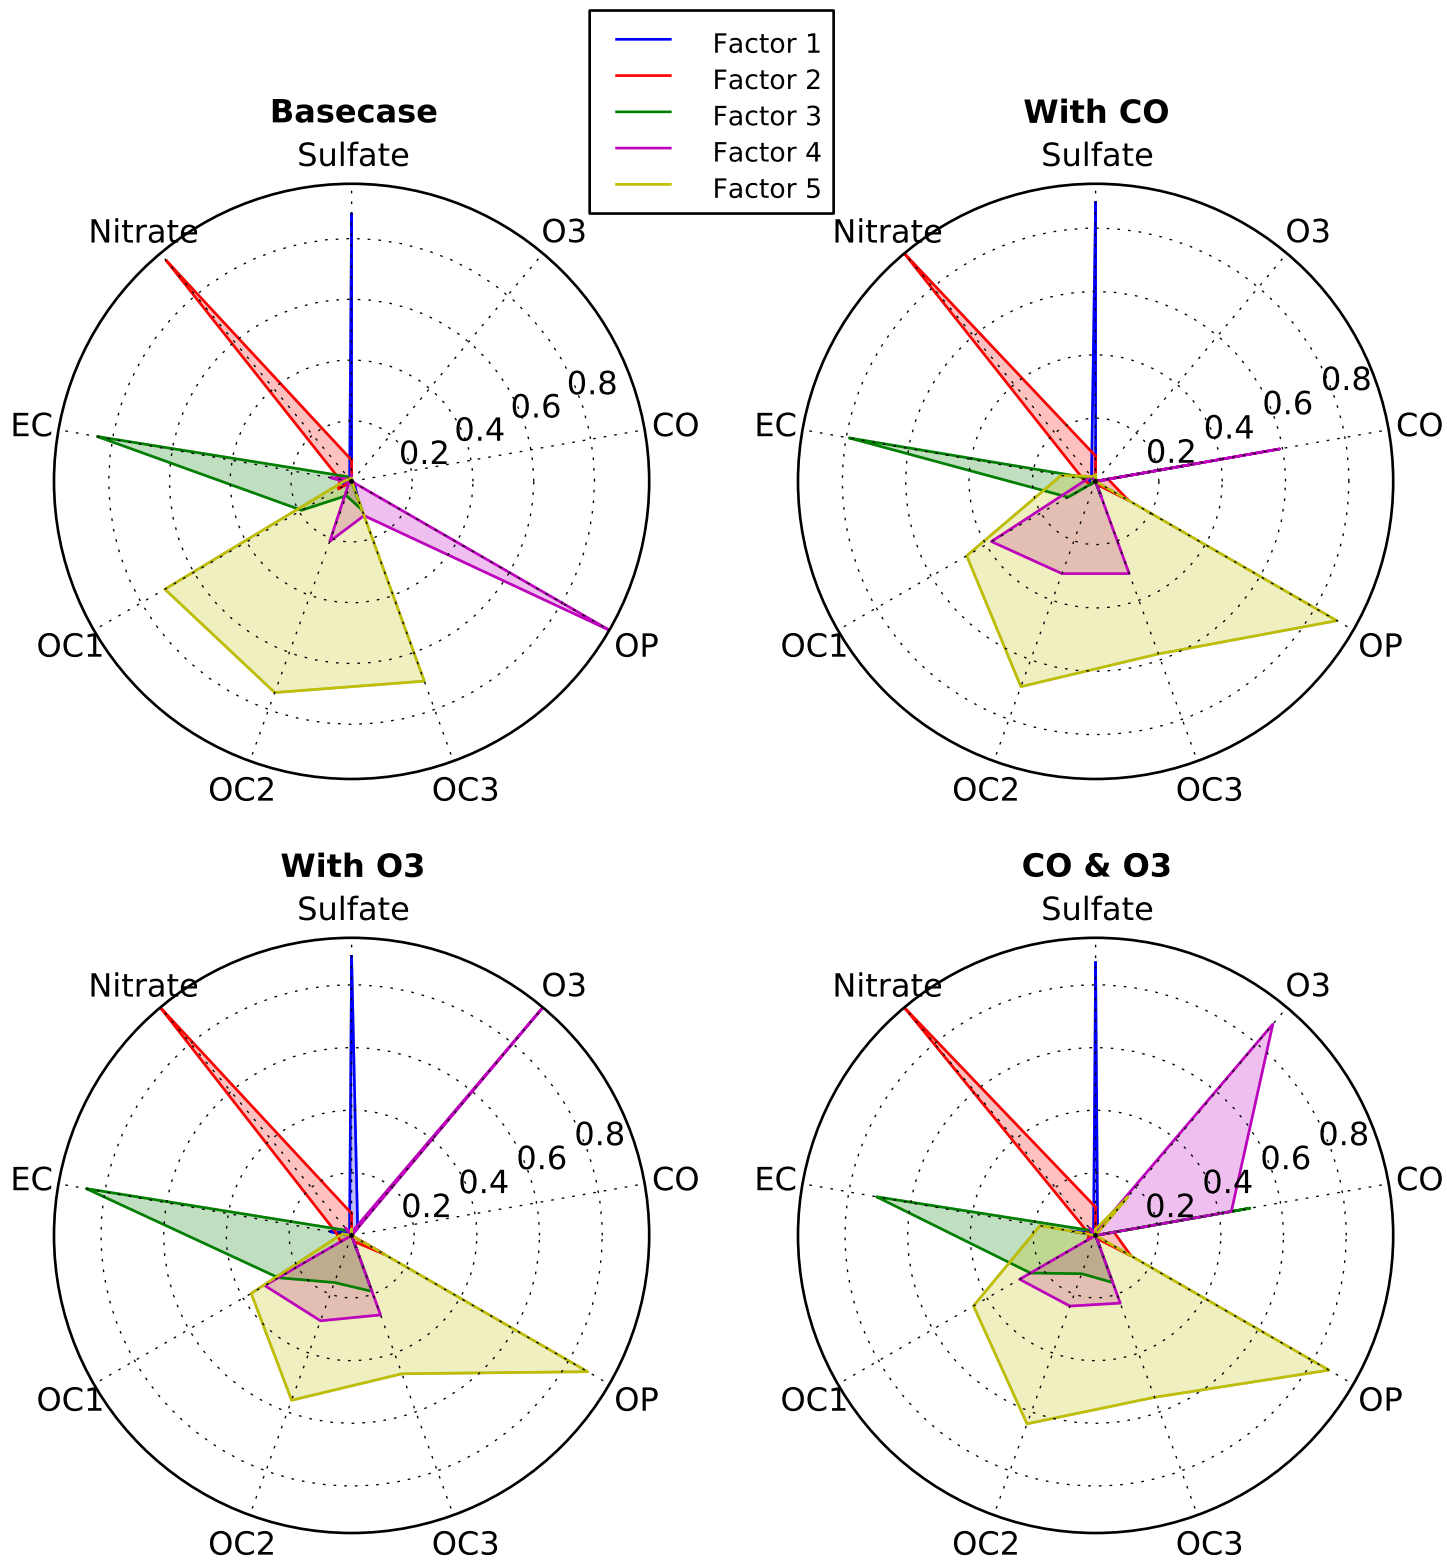 Factor 1
Factor 2
Factor 3
Factor 4
Factor 5
Basecase
Sulfate
Nitrate
O3
EC
CO
0.2
0.4
0.6
0.8
OC1
OP
OC2
OC3
With CO
Sulfate
Nitrate
O3
EC
CO
0.2
0.4
0.6
0.8
OC1
OP
OC2
OC3
With O3
Sulfate
Nitrate
O3
EC
CO
0.2
0.4
0.6
0.8
OC1
OP
OC2
OC3
CO & O3
Sulfate
Nitrate
O3
EC
CO
0.2
0.4
0.6
0.8
OC1
OP
OC2
OC3